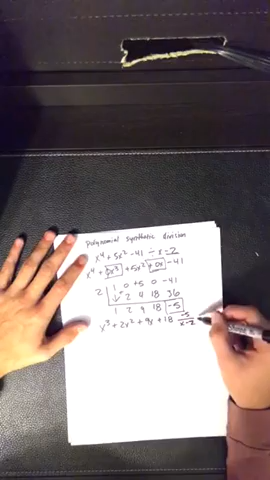 Polynomial synthetic division
x⁴ + 5x² - 41 ÷ x - 2
x⁴ + 0x³ + 5x² + 0x - 41
2 1 0 +5 0 -41
↓ 2 4 18 36
1 2 9 18 -5
x³ + 2x² + 9x + 18 -5/x-2